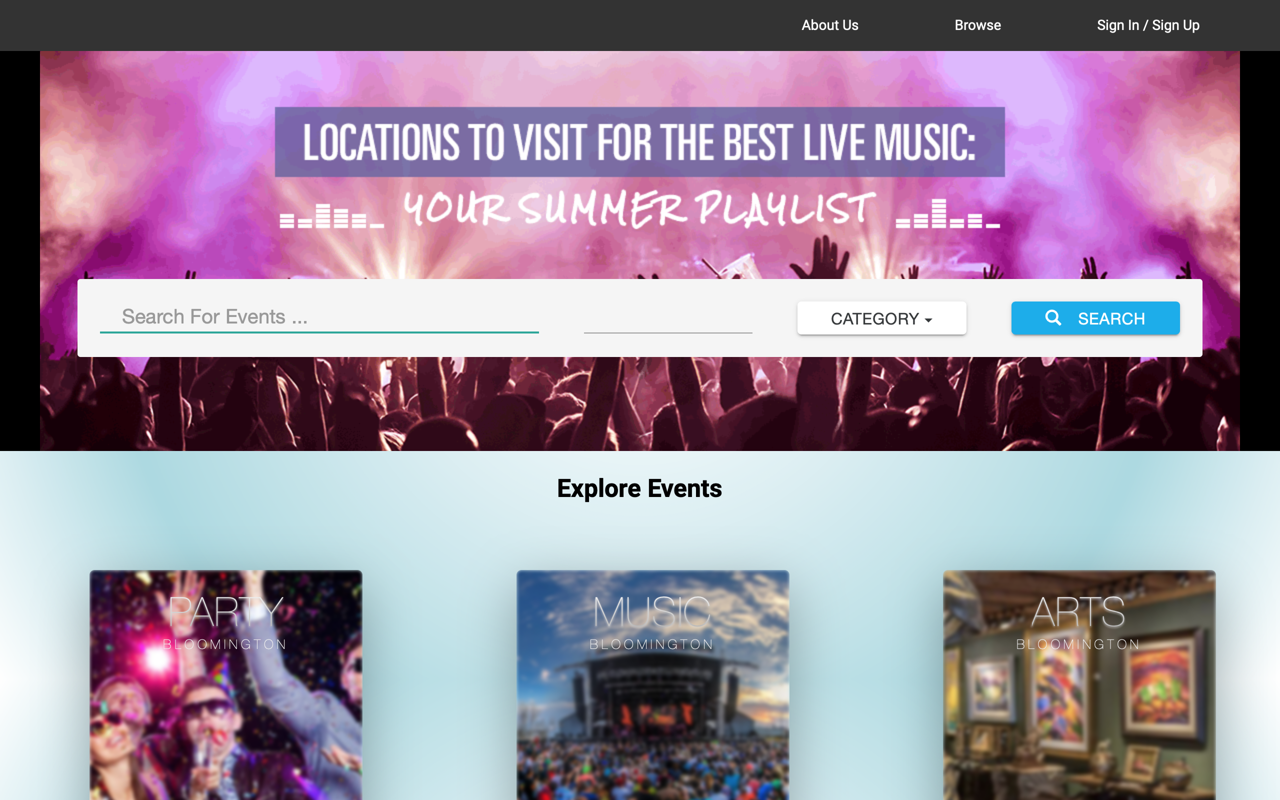 About Us
Browse
Sign In / Sign Up
LOCATIONS TO VISIT FOR THE BEST LIVE MUSIC:
YOUR SUMMER PLAYLIST
Search For Events ...
CATEGORY
SEARCH
Explore Events
PARTY
BLOOMINGTON
MUSIC
BLOOMINGTON
ARTS
BLOOMINGTON